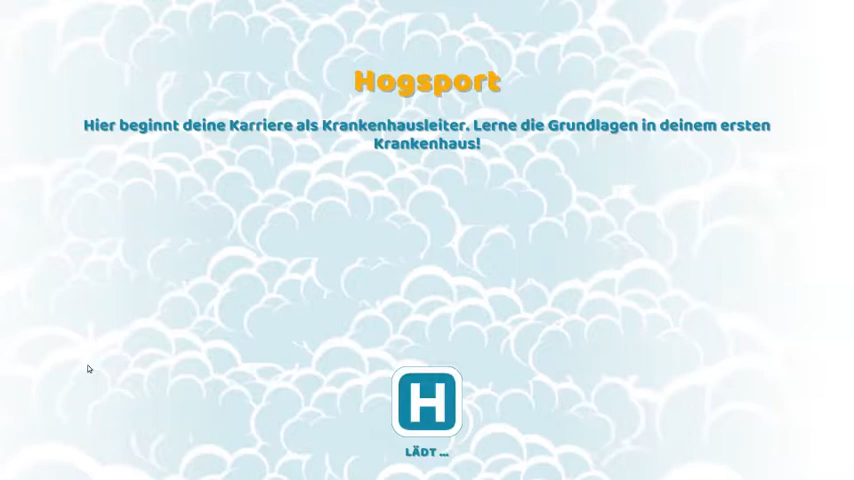 Hogsport
Hier beginnt deine Karriere als Krankenhausleiter. Lerne die Grundlagen in deinem ersten
Krankenhaus!
H
LÄDT ...